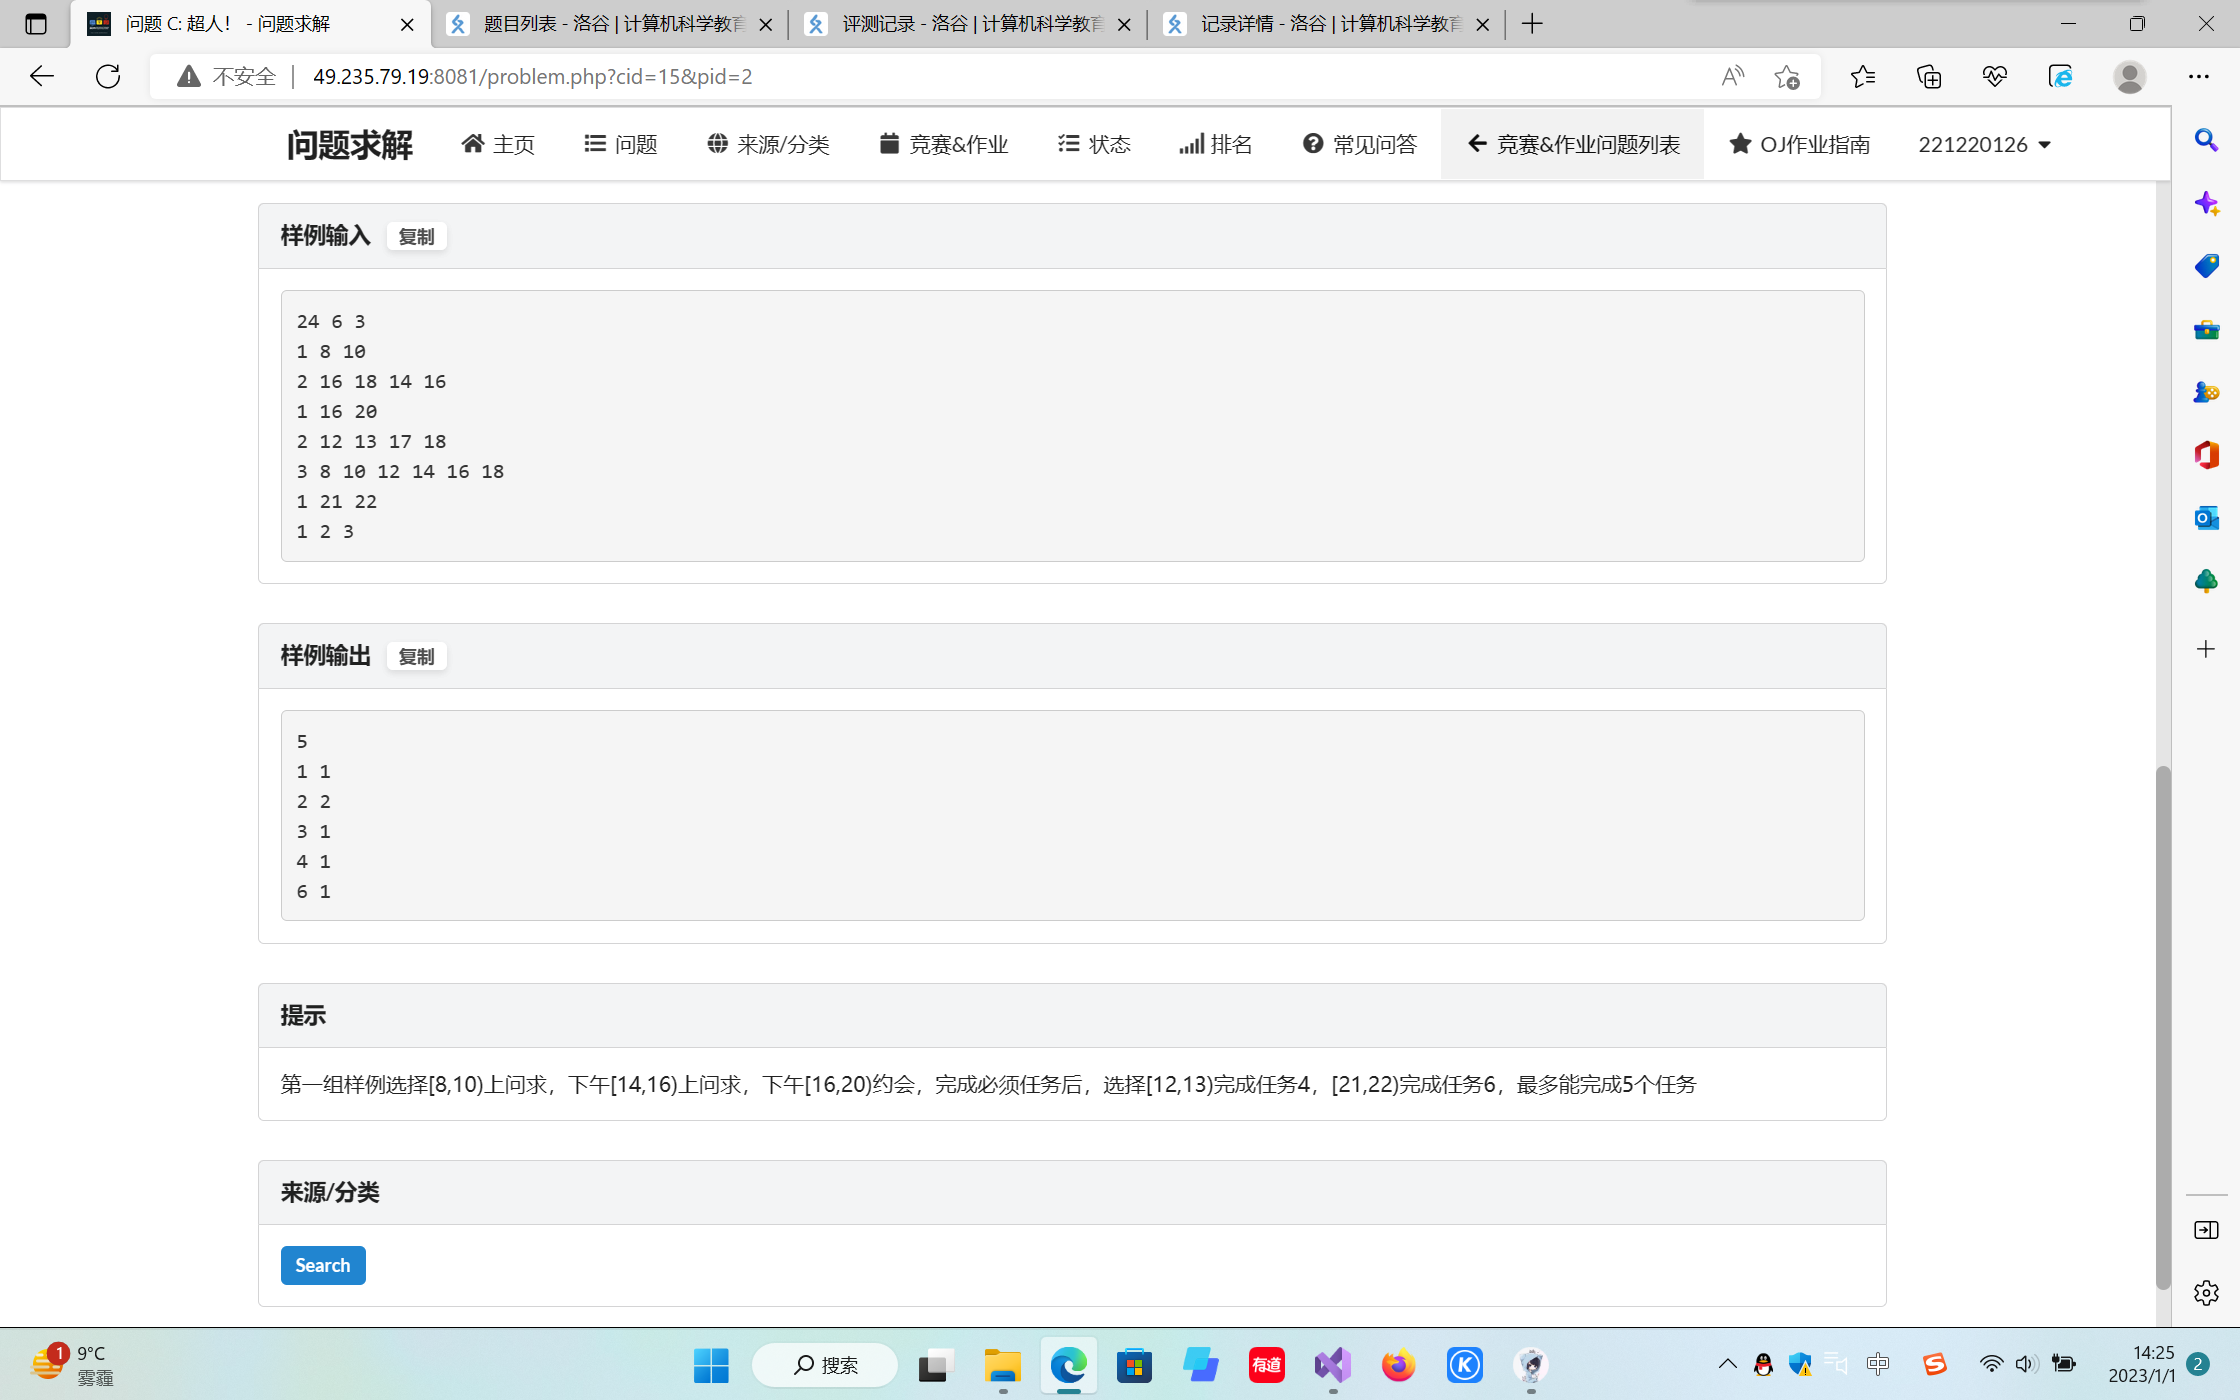 问题 C: 超人！ - 问题求解
题目列表 - 洛谷 | 计算机科学教育
评测记录 - 洛谷 | 计算机科学教育
记录详情 - 洛谷 | 计算机科学教育
不安全
49.235.79.19:8081/problem.php?cid=15&pid=2
问题求解 主页 问题 来源/分类 竞赛&作业 状态 排名 常见问答 竞赛&作业问题列表 OJ作业指南 221220126
样例输入 复制
24 6 3
1 8 10
2 16 18 14 16
1 16 20
2 12 13 17 18
3 8 10 12 14 16 18
1 21 22
1 2 3
样例输出 复制
5
1 1
2 2
3 1
4 1
6 1
提示
第一组样例选择[8,10)上问求，下午[14,16)上问求，下午[16,20)约会，完成必须任务后，选择[12,13)完成任务4，[21,22)完成任务6，最多能完成5个任务
来源/分类
Search
1
9°C
雾霾
搜索
有道
K
中
S
14:25
2023/1/1
2